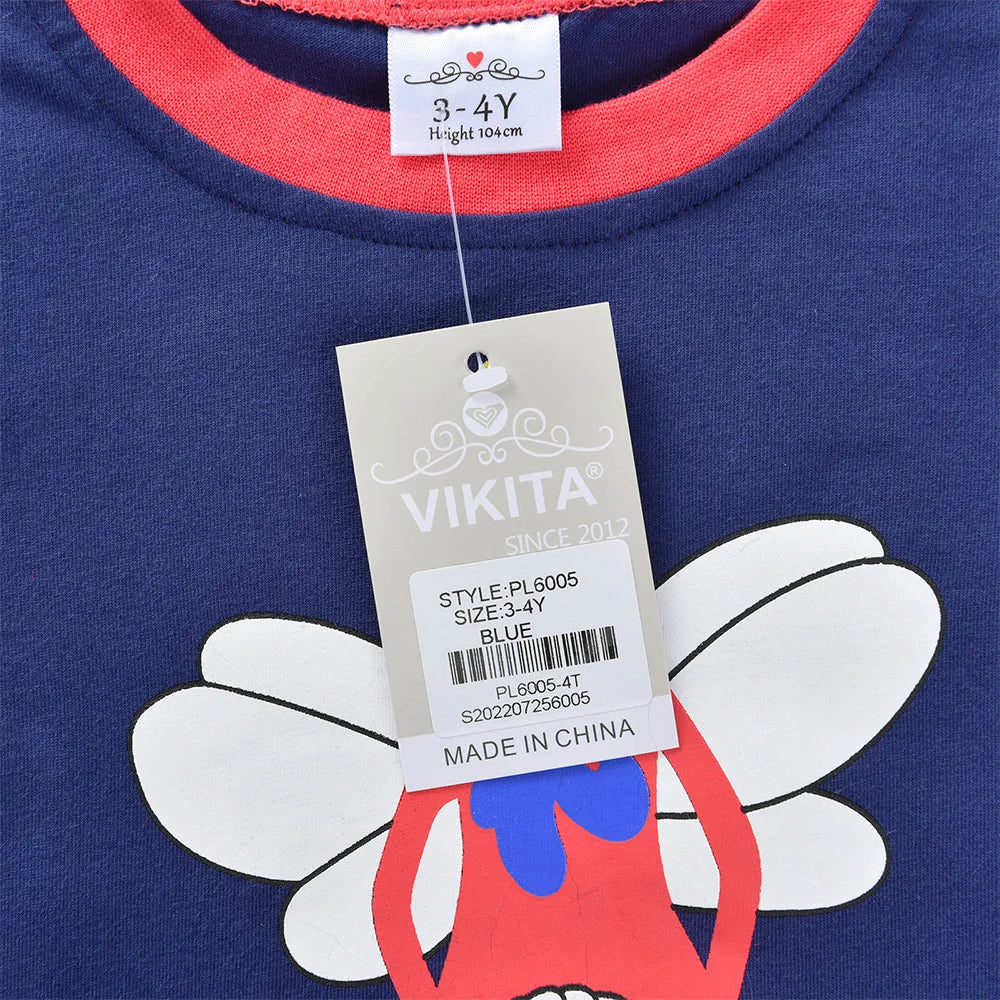 3-4Y
Height 104cm
VIKITA®
SINCE 2012
STYLE:PL6005
SIZE:3-4Y
BLUE
PL6005-4T
S202207256005
MADE IN CHINA